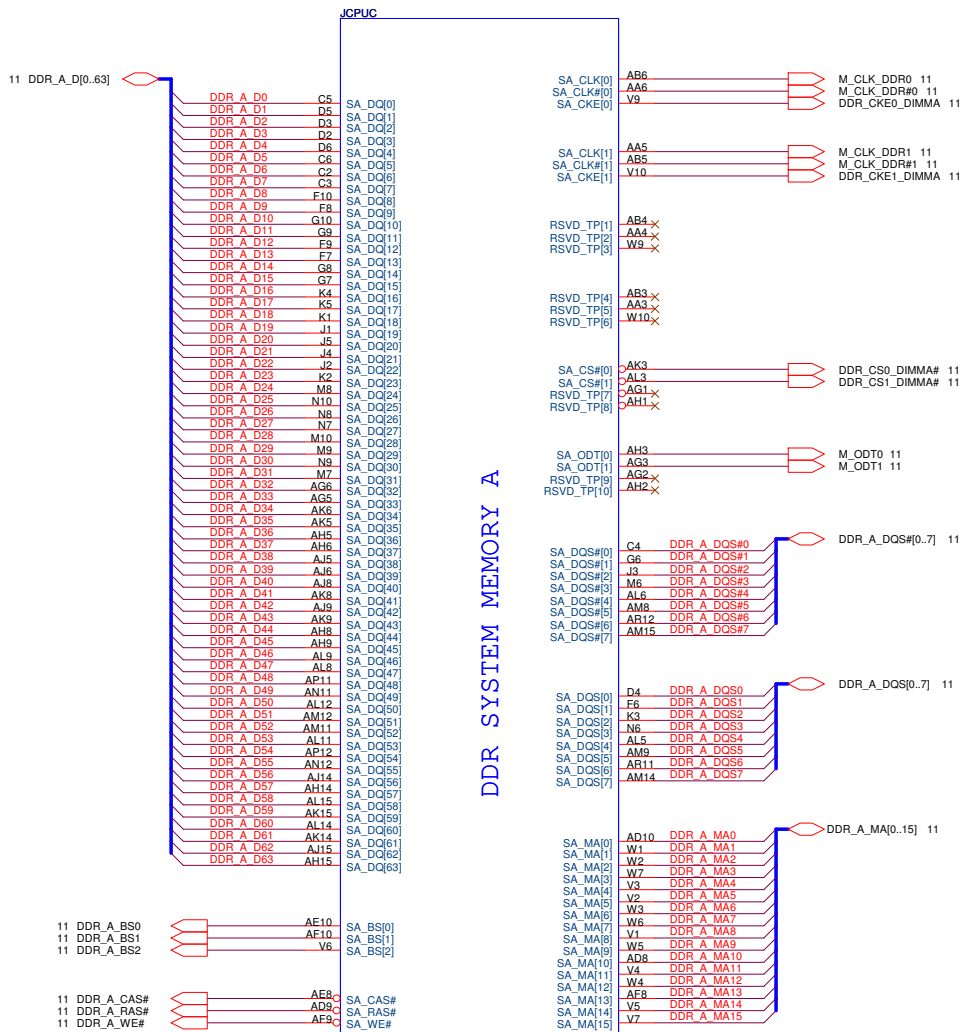 JCPUC
11 DDR_A_D[0..63]
DDR_A_D0 C5 SA_DQ[0]
DDR_A_D1 D5 SA_DQ[1]
DDR_A_D2 D3 SA_DQ[2]
DDR_A_D3 D2 SA_DQ[3]
DDR_A_D4 D6 SA_DQ[4]
DDR_A_D5 C6 SA_DQ[5]
DDR_A_D6 C2 SA_DQ[6]
DDR_A_D7 C3 SA_DQ[7]
DDR_A_D8 F10 SA_DQ[8]
DDR_A_D9 F8 SA_DQ[9]
DDR_A_D10 G10 SA_DQ[10]
DDR_A_D11 G9 SA_DQ[11]
DDR_A_D12 F9 SA_DQ[12]
DDR_A_D13 F7 SA_DQ[13]
DDR_A_D14 G8 SA_DQ[14]
DDR_A_D15 G7 SA_DQ[15]
DDR_A_D16 K4 SA_DQ[16]
DDR_A_D17 K5 SA_DQ[17]
DDR_A_D18 K1 SA_DQ[18]
DDR_A_D19 J1 SA_DQ[19]
DDR_A_D20 J5 SA_DQ[20]
DDR_A_D21 J4 SA_DQ[21]
DDR_A_D22 J2 SA_DQ[22]
DDR_A_D23 K2 SA_DQ[23]
DDR_A_D24 M8 SA_DQ[24]
DDR_A_D25 N10 SA_DQ[25]
DDR_A_D26 N8 SA_DQ[26]
DDR_A_D27 N7 SA_DQ[27]
DDR_A_D28 M10 SA_DQ[28]
DDR_A_D29 M9 SA_DQ[29]
DDR_A_D30 N9 SA_DQ[30]
DDR_A_D31 M7 SA_DQ[31]
DDR_A_D32 AG6 SA_DQ[32]
DDR_A_D33 AG5 SA_DQ[33]
DDR_A_D34 AK6 SA_DQ[34]
DDR_A_D35 AK5 SA_DQ[35]
DDR_A_D36 AH5 SA_DQ[36]
DDR_A_D37 AH6 SA_DQ[37]
DDR_A_D38 AJ5 SA_DQ[38]
DDR_A_D39 AJ6 SA_DQ[39]
DDR_A_D40 AJ8 SA_DQ[40]
DDR_A_D41 AK8 SA_DQ[41]
DDR_A_D42 AJ9 SA_DQ[42]
DDR_A_D43 AK9 SA_DQ[43]
DDR_A_D44 AH8 SA_DQ[44]
DDR_A_D45 AH9 SA_DQ[45]
DDR_A_D46 AL9 SA_DQ[46]
DDR_A_D47 AL8 SA_DQ[47]
DDR_A_D48 AP11 SA_DQ[48]
DDR_A_D49 AN11 SA_DQ[49]
DDR_A_D50 AL12 SA_DQ[50]
DDR_A_D51 AM12 SA_DQ[51]
DDR_A_D52 AM11 SA_DQ[52]
DDR_A_D53 AL11 SA_DQ[53]
DDR_A_D54 AP12 SA_DQ[54]
DDR_A_D55 AN12 SA_DQ[55]
DDR_A_D56 AJ14 SA_DQ[56]
DDR_A_D57 AH14 SA_DQ[57]
DDR_A_D58 AL15 SA_DQ[58]
DDR_A_D59 AK15 SA_DQ[59]
DDR_A_D60 AL14 SA_DQ[60]
DDR_A_D61 AK14 SA_DQ[61]
DDR_A_D62 AJ15 SA_DQ[62]
DDR_A_D63 AH15 SA_DQ[63]
11 DDR_A_BS0 AE10 SA_BS[0]
11 DDR_A_BS1 AF10 SA_BS[1]
11 DDR_A_BS2 V6 SA_BS[2]
11 DDR_A_CAS# AE8 SA_CAS#
11 DDR_A_RAS# AD9 SA_RAS#
11 DDR_A_WE# AF9 SA_WE#
DDR SYSTEM MEMORY A
SA_CLK[0] AB6 M_CLK_DDR0 11
SA_CLK#[0] AA6 M_CLK_DDR#0 11
SA_CKE[0] V9 DDR_CKE0_DIMMA 11
SA_CLK[1] AA5 M_CLK_DDR1 11
SA_CLK#[1] AB5 M_CLK_DDR#1 11
SA_CKE[1] V10 DDR_CKE1_DIMMA 11
RSVD_TP[1] AB4
RSVD_TP[2] AA4
RSVD_TP[3] W9
RSVD_TP[4] AB3
RSVD_TP[5] AA3
RSVD_TP[6] W10
SA_CS#[0] AK3 DDR_CS0_DIMMA# 11
SA_CS#[1] AL3 DDR_CS1_DIMMA# 11
RSVD_TP[7] AG1
RSVD_TP[8] AH1
SA_ODT[0] AH3 M_ODT0 11
SA_ODT[1] AG3 M_ODT1 11
RSVD_TP[9] AG2
RSVD_TP[10] AH2
DDR_A_DQS#[0..7] 11
SA_DQS#[0] C4 DDR_A_DQS#0
SA_DQS#[1] G6 DDR_A_DQS#1
SA_DQS#[2] J3 DDR_A_DQS#2
SA_DQS#[3] M6 DDR_A_DQS#3
SA_DQS#[4] AL6 DDR_A_DQS#4
SA_DQS#[5] AM8 DDR_A_DQS#5
SA_DQS#[6] AR12 DDR_A_DQS#6
SA_DQS#[7] AM15 DDR_A_DQS#7
DDR_A_DQS[0..7] 11
SA_DQS[0] D4 DDR_A_DQS0
SA_DQS[1] F6 DDR_A_DQS1
SA_DQS[2] K3 DDR_A_DQS2
SA_DQS[3] N6 DDR_A_DQS3
SA_DQS[4] AL5 DDR_A_DQS4
SA_DQS[5] AM9 DDR_A_DQS5
SA_DQS[6] AR11 DDR_A_DQS6
SA_DQS[7] AM14 DDR_A_DQS7
DDR_A_MA[0..15] 11
SA_MA[0] AD10 DDR_A_MA0
SA_MA[1] W1 DDR_A_MA1
SA_MA[2] W2 DDR_A_MA2
SA_MA[3] W7 DDR_A_MA3
SA_MA[4] V3 DDR_A_MA4
SA_MA[5] V2 DDR_A_MA5
SA_MA[6] W3 DDR_A_MA6
SA_MA[7] W6 DDR_A_MA7
SA_MA[8] V1 DDR_A_MA8
SA_MA[9] W5 DDR_A_MA9
SA_MA[10] AD8 DDR_A_MA10
SA_MA[11] V4 DDR_A_MA11
SA_MA[12] W4 DDR_A_MA12
SA_MA[13] AF8 DDR_A_MA13
SA_MA[14] V5 DDR_A_MA14
SA_MA[15] V7 DDR_A_MA15